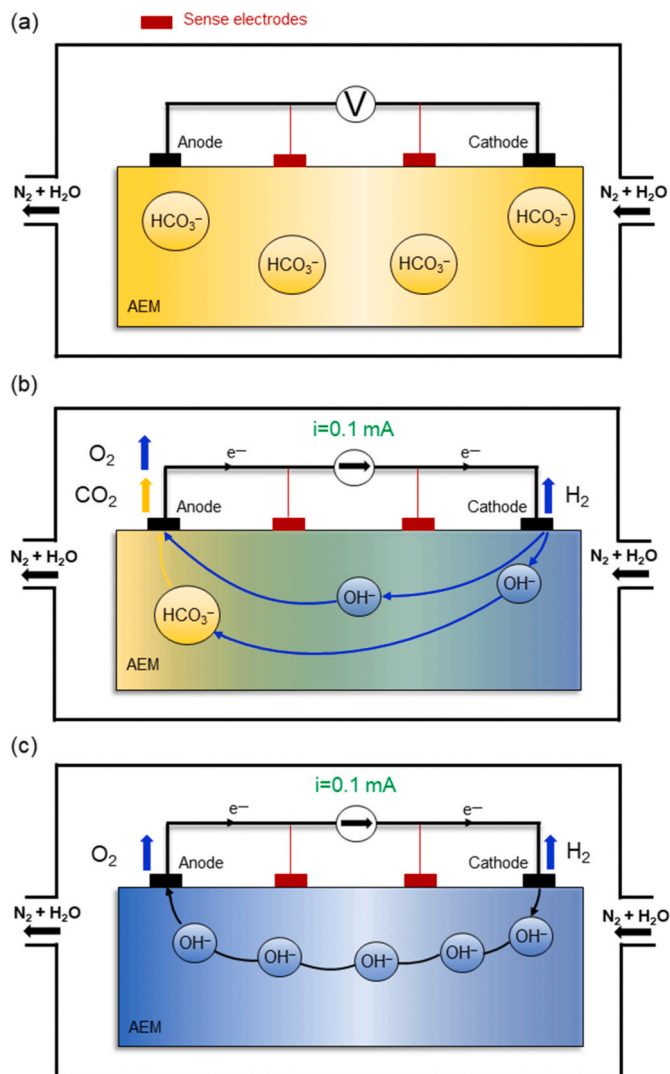 (a)
Sense electrodes
V
Anode
Cathode
N₂ + H₂O
N₂ + H₂O
HCO₃⁻
HCO₃⁻
HCO₃⁻
HCO₃⁻
AEM
(b)
i=0.1 mA
O₂
e⁻
e⁻
CO₂
H₂
Anode
Cathode
N₂ + H₂O
N₂ + H₂O
OH⁻
OH⁻
HCO₃⁻
AEM
(c)
i=0.1 mA
e⁻
e⁻
O₂
H₂
Anode
Cathode
N₂ + H₂O
N₂ + H₂O
OH⁻
OH⁻
OH⁻
OH⁻
OH⁻
AEM